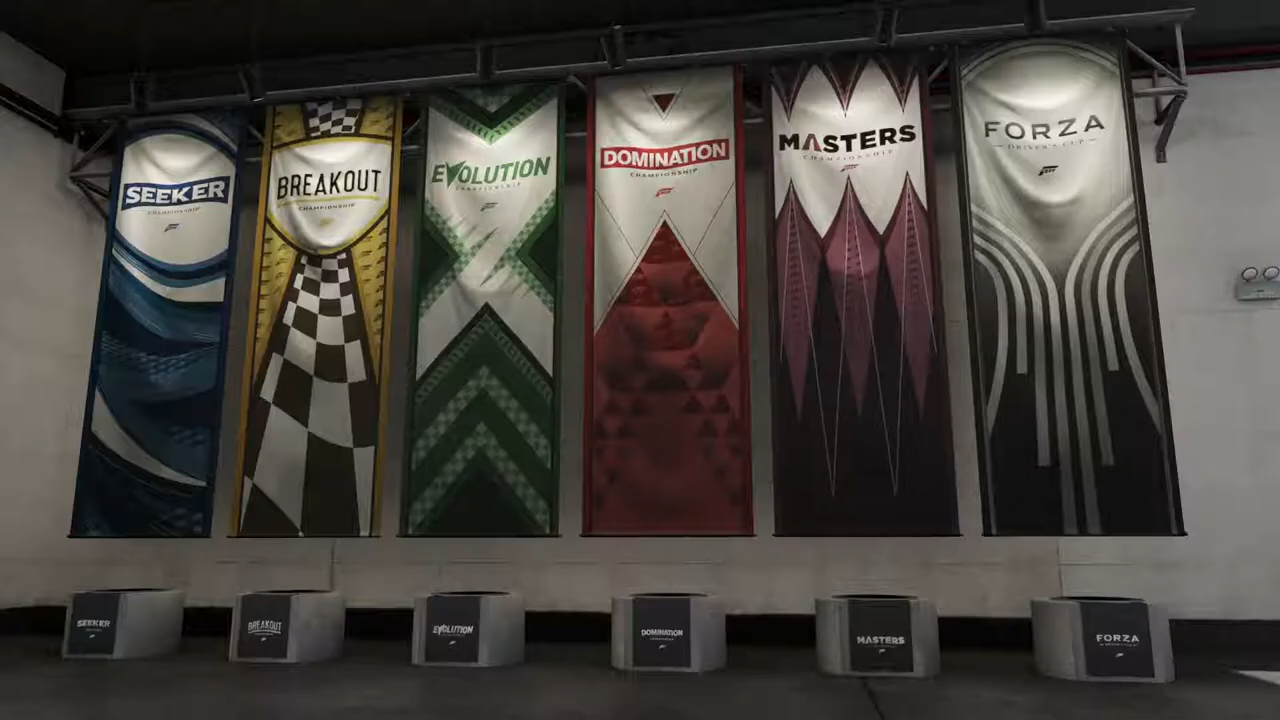 SEEKER
CHAMPIONSHIP
BREAKOUT
CHAMPIONSHIP
EVOLUTION
CHAMPIONSHIP
DOMINATION
CHAMPIONSHIP
MASTERS
CHAMPIONSHIP
FORZA
DRIVER'S CUP
SEEKER
BREAKOUT
EVOLUTION
DOMINATION
MASTERS
FORZA